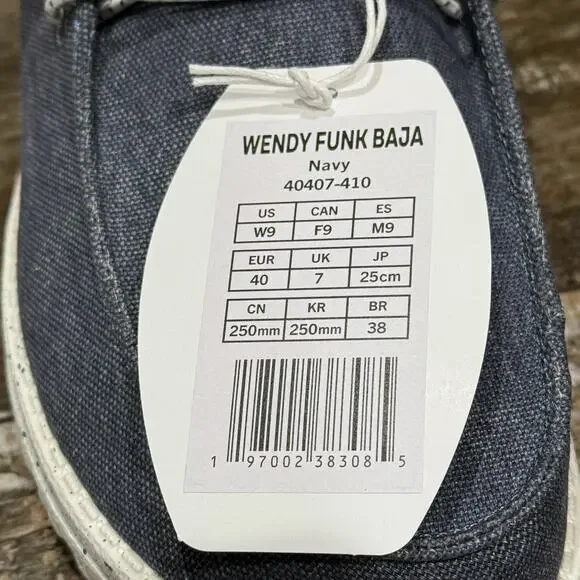 WENDY FUNK BAJA
Navy
40407-410
US CAN ES
W9 F9 M9
EUR UK JP
40 7 25cm
CN KR BR
250mm 250mm 38
1 97002 38308 5